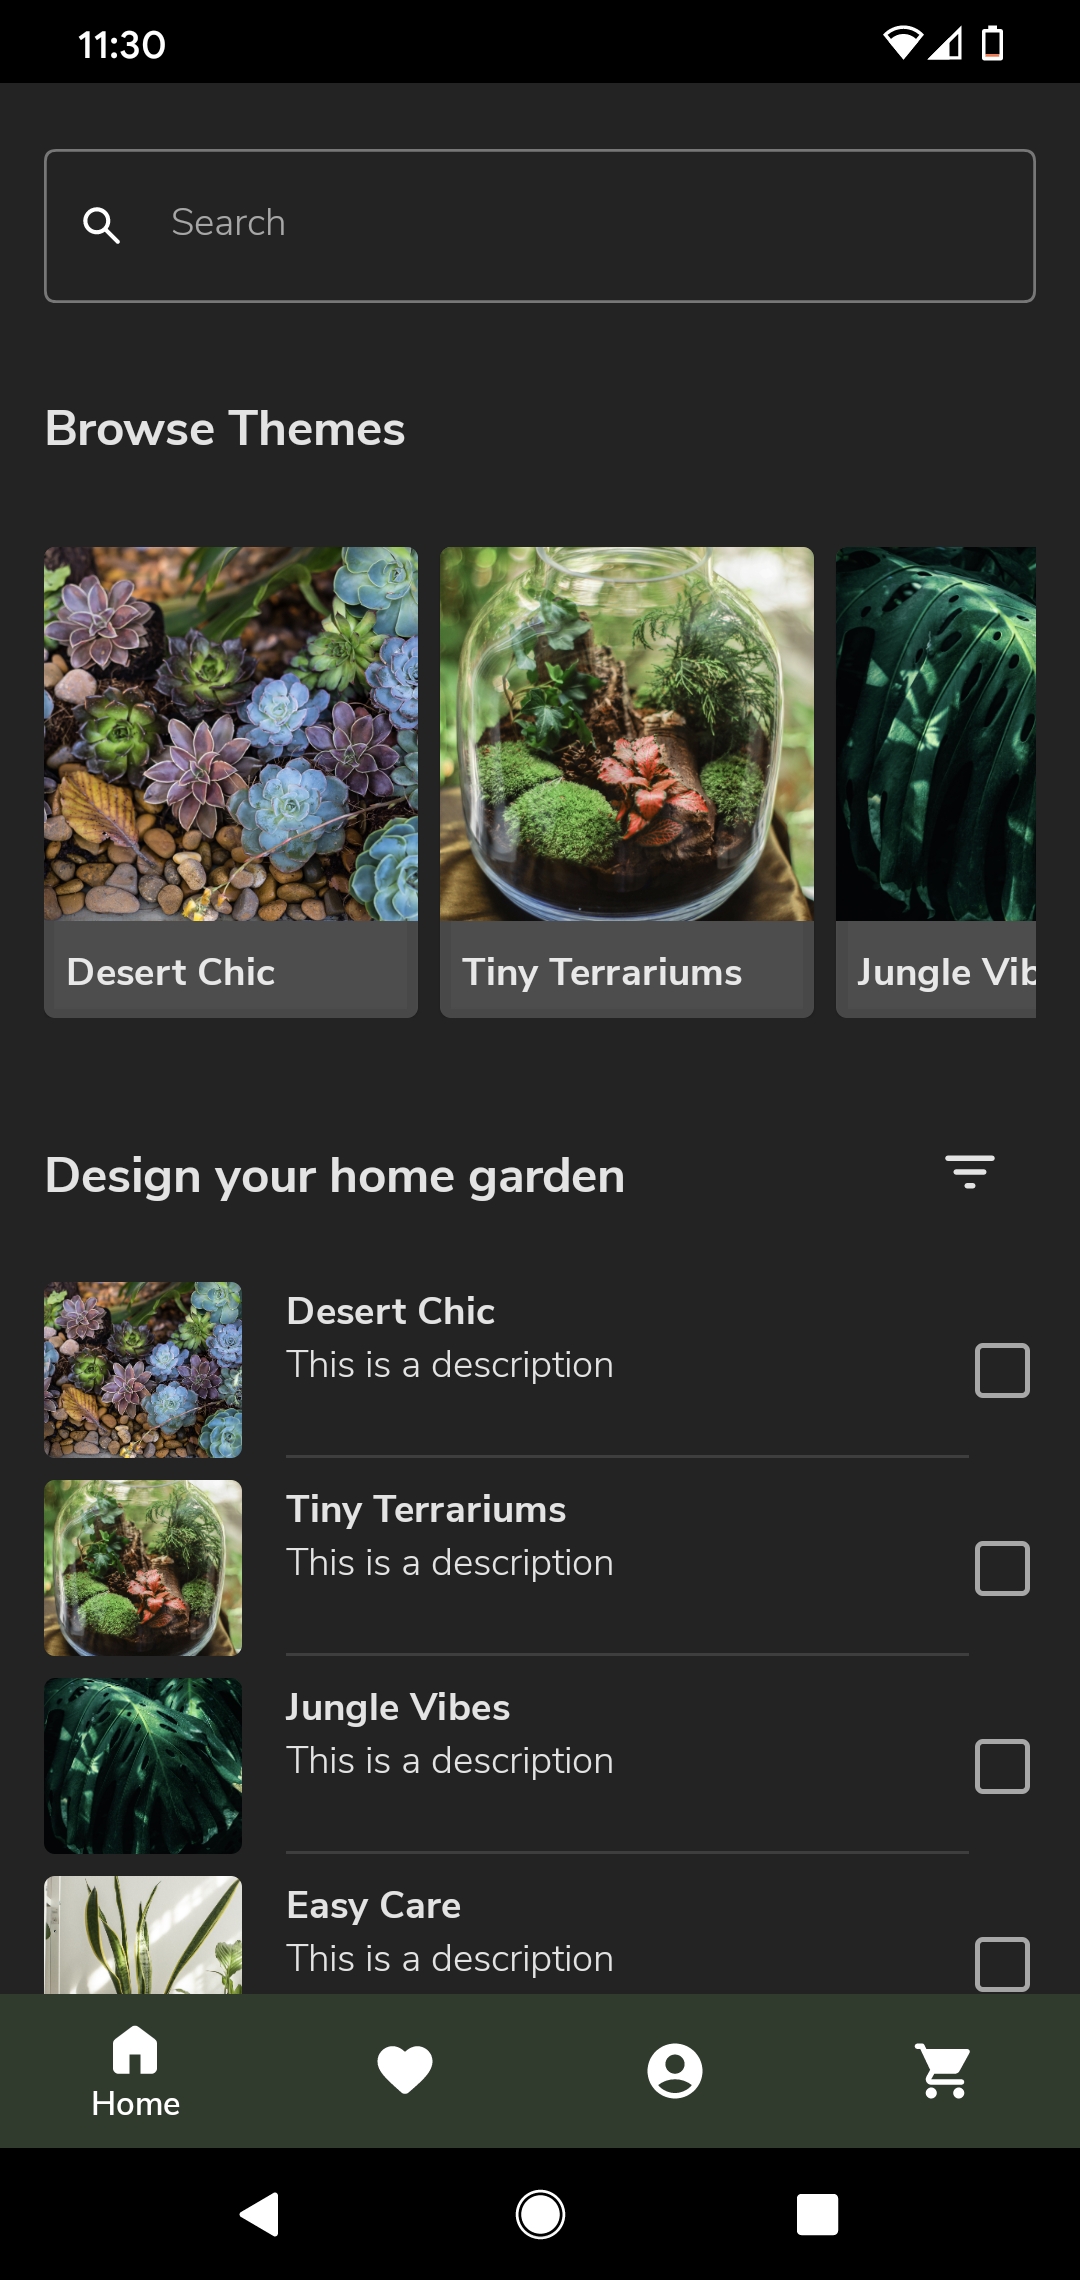 11:30
Search
Browse Themes
Desert Chic
Tiny Terrariums
Jungle Vib
Design your home garden
Desert Chic
This is a description
Tiny Terrariums
This is a description
Jungle Vibes
This is a description
Easy Care
This is a description
Home